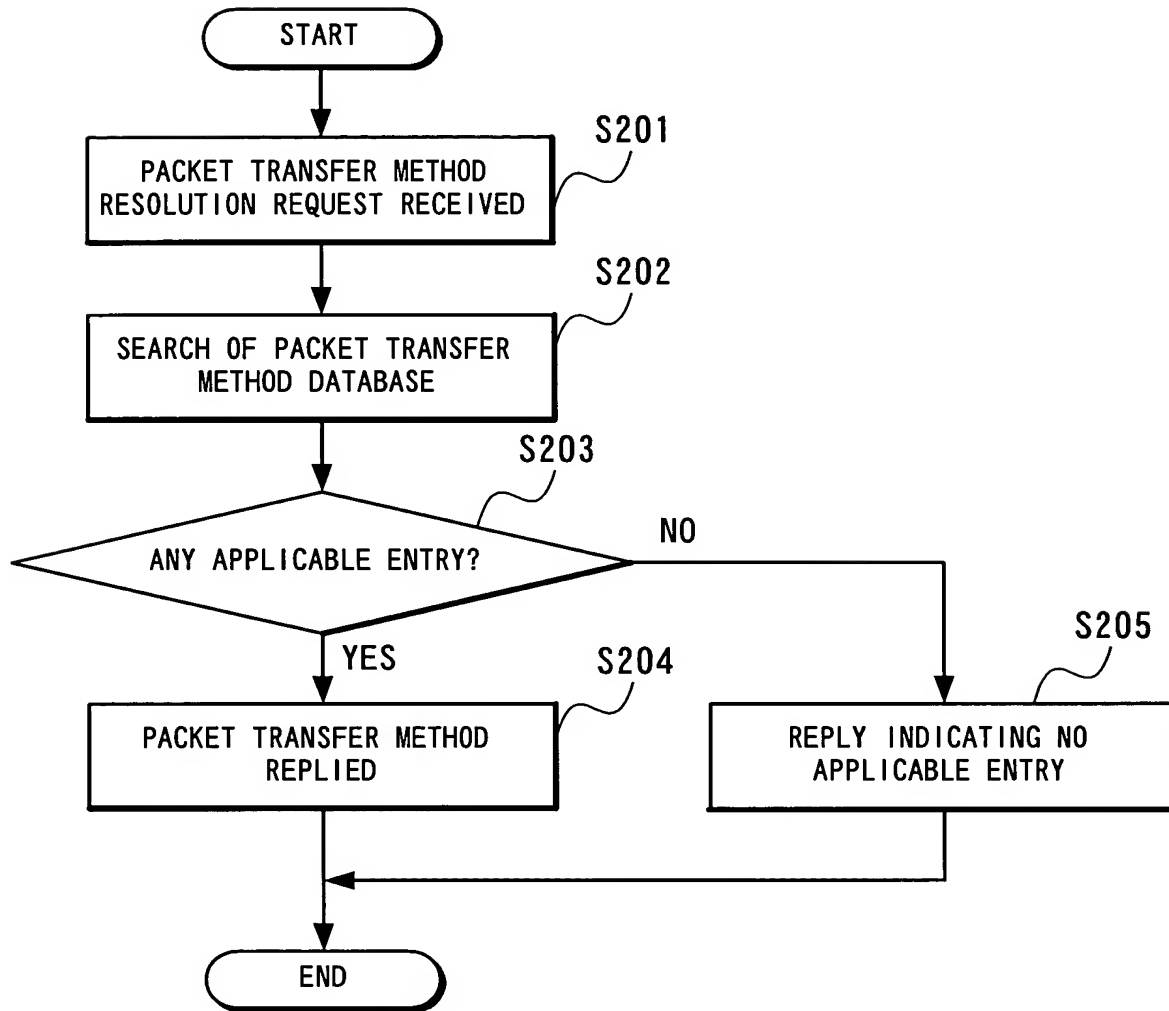 START
S201
PACKET TRANSFER METHOD
RESOLUTION REQUEST RECEIVED
S202
SEARCH OF PACKET TRANSFER
METHOD DATABASE
S203
ANY APPLICABLE ENTRY?
NO
YES
S204
PACKET TRANSFER METHOD
REPLIED
S205
REPLY INDICATING NO
APPLICABLE ENTRY
END